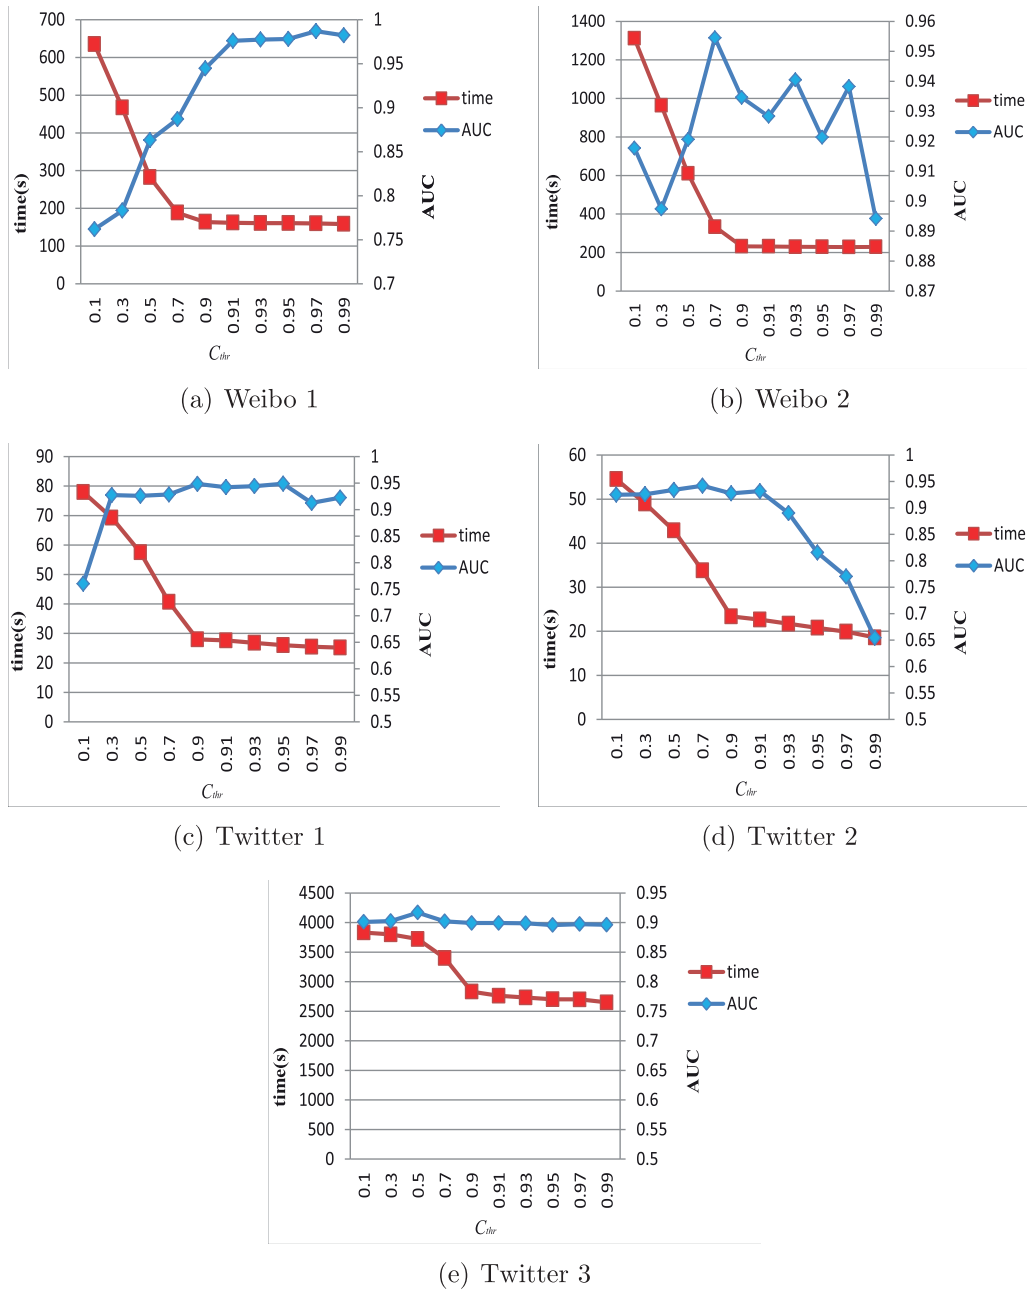 700
600
500
400
300
200
100
0
time(s)
1
0.95
0.9
0.85
0.8
0.75
0.7
AUC
time
AUC
0.1 0.3 0.5 0.7 0.9 0.91 0.93 0.95 0.97 0.99
Cthr
(a) Weibo 1
1400
1200
1000
800
600
400
200
0
time(s)
0.96
0.95
0.94
0.93
0.92
0.91
0.9
0.89
0.88
0.87
AUC
time
AUC
0.1 0.3 0.5 0.7 0.9 0.91 0.93 0.95 0.97 0.99
Cthr
(b) Weibo 2
90
80
70
60
50
40
30
20
10
0
time(s)
1
0.95
0.9
0.85
0.8
0.75
0.7
0.65
0.6
0.55
0.5
AUC
time
AUC
0.1 0.3 0.5 0.7 0.9 0.91 0.93 0.95 0.97 0.99
Cthr
(c) Twitter 1
60
50
40
30
20
10
0
time(s)
1
0.95
0.9
0.85
0.8
0.75
0.7
0.65
0.6
0.55
0.5
AUC
time
AUC
0.1 0.3 0.5 0.7 0.9 0.91 0.93 0.95 0.97 0.99
Cthr
(d) Twitter 2
4500
4000
3500
3000
2500
2000
1500
1000
500
0
time(s)
0.95
0.9
0.85
0.8
0.75
0.7
0.65
0.6
0.55
0.5
AUC
time
AUC
0.1 0.3 0.5 0.7 0.9 0.91 0.93 0.95 0.97 0.99
Cthr
(e) Twitter 3